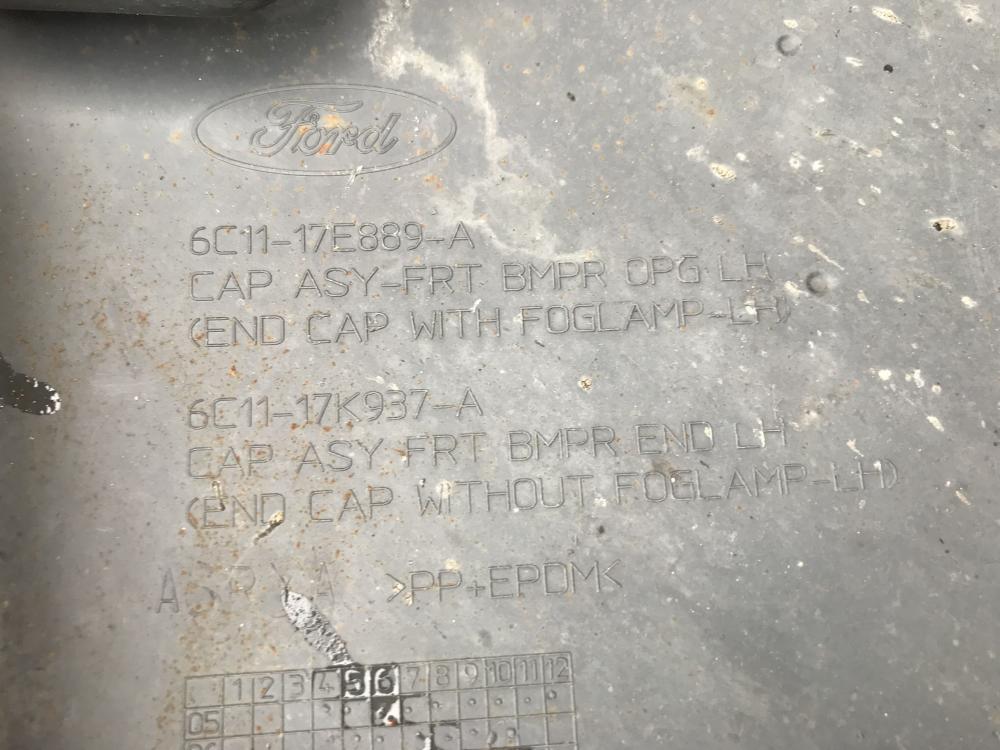 Ford
6C11-17E889-A
CAP ASY-FRT BMPR OPG LH
(END CAP WITH FOGLAMP-LH)
6C11-17K937-A
CAP ASY FRT BMPR END LH
(END CAP WITHOUT FOGLAMP-LH)
>PP+EPDM<
1 2 3 4 5 6 7 8 9 10 11 12
05